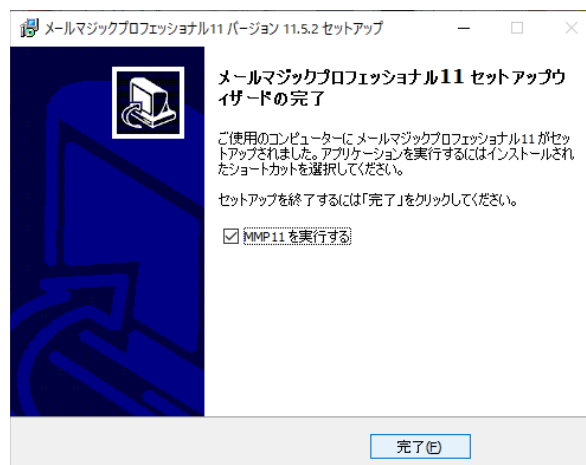 メールマジックプロフェッショナル11 バージョン 11.5.2 セットアップ
メールマジックプロフェッショナル11 セットアップウ
ィザードの完了
ご使用のコンピューターに メールマジックプロフェッショナル11 がセッ
トアップされました。アプリケーションを実行するにはインストールされ
たショートカットを選択してください。
セットアップを終了するには「完了」をクリックしてください。
MMP11 を実行する
完了(F)